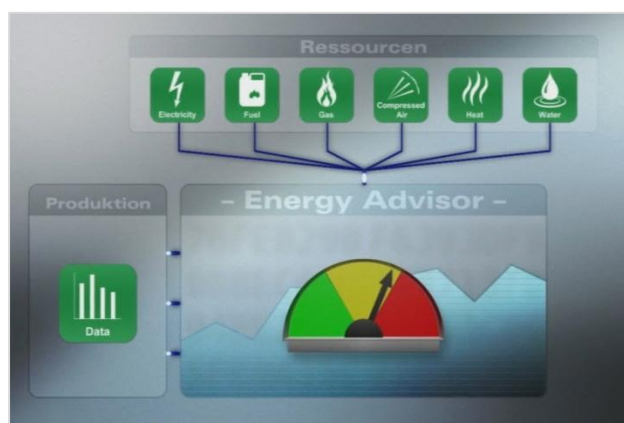 Ressourcen
Electricity
Fuel
Gas
Compressed
Air
Heat
Water
Produktion
– Energy Advisor –
Data